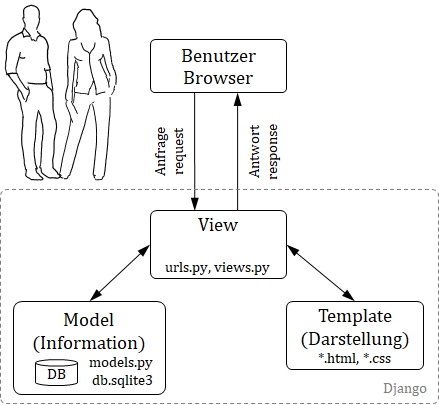 Benutzer
Browser
Anfrage
request
Antwort
response
View
urls.py, views.py
Model
(Information)
models.py
DB
db.sqlite3
Template
(Darstellung)
*.html, *.css
Django